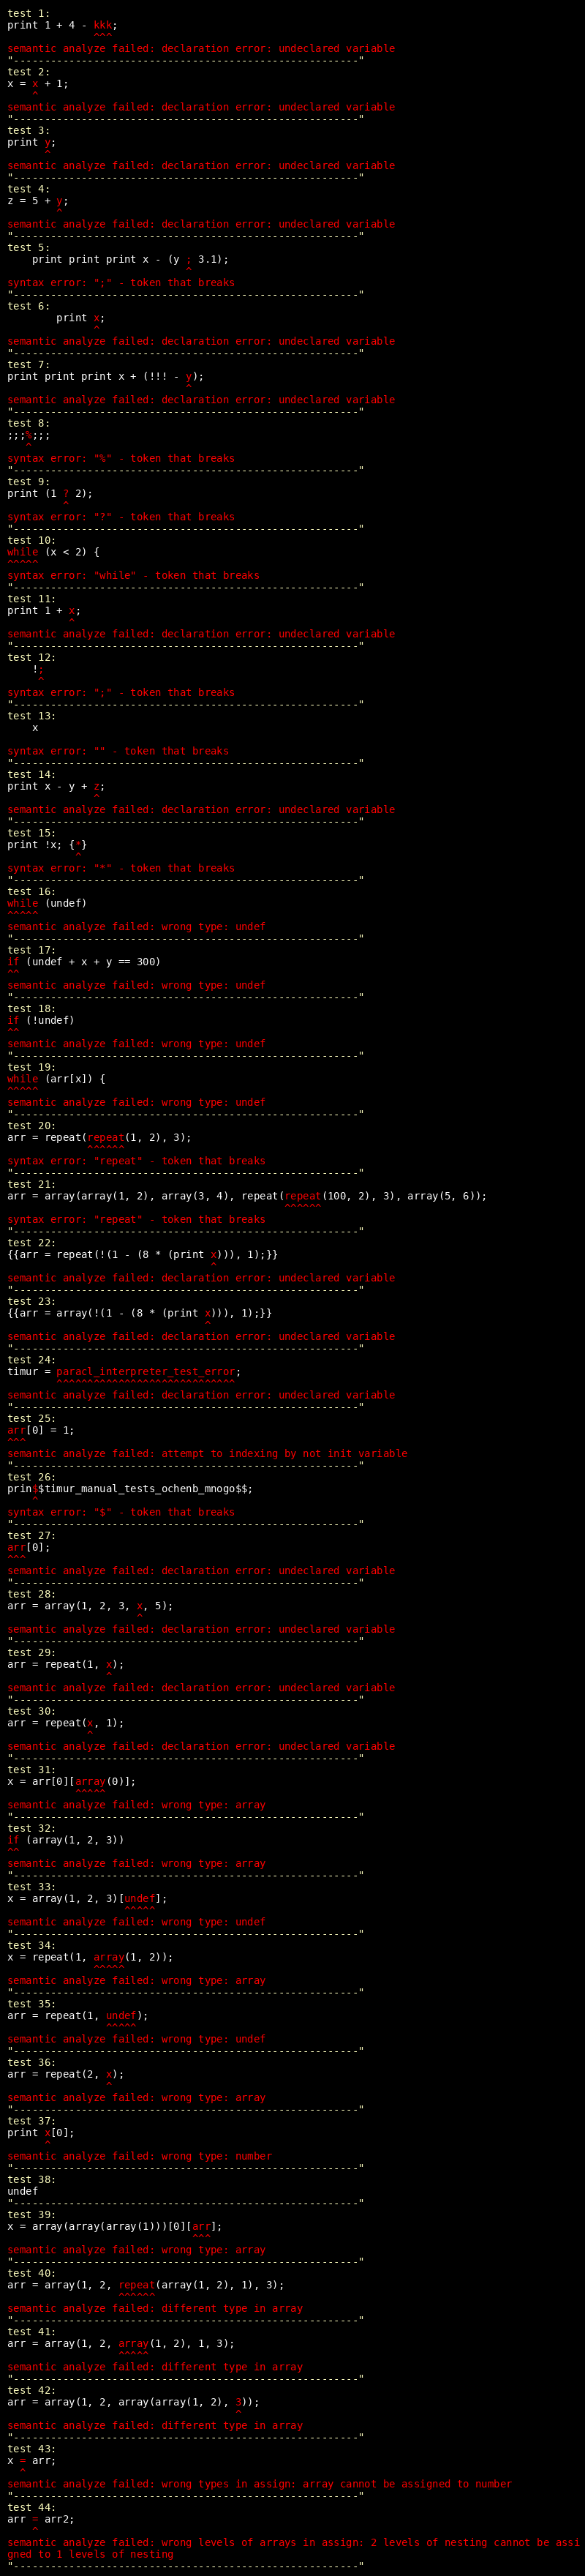 test 1:
print 1 + 4 - kkk;
^^^
semantic analyze failed: declaration error: undeclared variable
"--------------------------------------------------------"
test 2:
x = x + 1;
^
semantic analyze failed: declaration error: undeclared variable
"--------------------------------------------------------"
test 3:
print y;
^
semantic analyze failed: declaration error: undeclared variable
"--------------------------------------------------------"
test 4:
z = 5 + y;
^
semantic analyze failed: declaration error: undeclared variable
"--------------------------------------------------------"
test 5:
print print print x - (y ; 3.1);
^
syntax error: ";" - token that breaks
"--------------------------------------------------------"
test 6:
print x;
^
semantic analyze failed: declaration error: undeclared variable
"--------------------------------------------------------"
test 7:
print print print x + (!!! - y);
^
semantic analyze failed: declaration error: undeclared variable
"--------------------------------------------------------"
test 8:
;;;%;;;
^
syntax error: "%" - token that breaks
"--------------------------------------------------------"
test 9:
print (1 ? 2);
^
syntax error: "?" - token that breaks
"--------------------------------------------------------"
test 10:
while (x < 2) {
^^^^^
syntax error: "while" - token that breaks
"--------------------------------------------------------"
test 11:
print 1 + x;
^
semantic analyze failed: declaration error: undeclared variable
"--------------------------------------------------------"
test 12:
!;
^
syntax error: ";" - token that breaks
"--------------------------------------------------------"
test 13:
x
syntax error: "" - token that breaks
"--------------------------------------------------------"
test 14:
print x - y + z;
^
semantic analyze failed: declaration error: undeclared variable
"--------------------------------------------------------"
test 15:
print !x; {*}
^
syntax error: "*" - token that breaks
"--------------------------------------------------------"
test 16:
while (undef)
^^^^^
semantic analyze failed: wrong type: undef
"--------------------------------------------------------"
test 17:
if (undef + x + y == 300)
^^
semantic analyze failed: wrong type: undef
"--------------------------------------------------------"
test 18:
if (!undef)
^^
semantic analyze failed: wrong type: undef
"--------------------------------------------------------"
test 19:
while (arr[x]) {
^^^^^
semantic analyze failed: wrong type: undef
"--------------------------------------------------------"
test 20:
arr = repeat(repeat(1, 2), 3);
^^^^^^
syntax error: "repeat" - token that breaks
"--------------------------------------------------------"
test 21:
arr = array(array(1, 2), array(3, 4), repeat(repeat(100, 2), 3), array(5, 6));
^^^^^^
syntax error: "repeat" - token that breaks
"--------------------------------------------------------"
test 22:
{{arr = repeat(!(1 - (8 * (print x))), 1);}}
^
semantic analyze failed: declaration error: undeclared variable
"--------------------------------------------------------"
test 23:
{{arr = array(!(1 - (8 * (print x))), 1);}}
^
semantic analyze failed: declaration error: undeclared variable
"--------------------------------------------------------"
test 24:
timur = paracl_interpreter_test_error;
^^^^^^^^^^^^^^^^^^^^^^^^^^^^^
semantic analyze failed: declaration error: undeclared variable
"--------------------------------------------------------"
test 25:
arr[0] = 1;
^^^
semantic analyze failed: attempt to indexing by not init variable
"--------------------------------------------------------"
test 26:
prin$$timur_manual_tests_ochenb_mnogo$$;
^
syntax error: "$" - token that breaks
"--------------------------------------------------------"
test 27:
arr[0];
^^^
semantic analyze failed: declaration error: undeclared variable
"--------------------------------------------------------"
test 28:
arr = array(1, 2, 3, x, 5);
^
semantic analyze failed: declaration error: undeclared variable
"--------------------------------------------------------"
test 29:
arr = repeat(1, x);
^
semantic analyze failed: declaration error: undeclared variable
"--------------------------------------------------------"
test 30:
arr = repeat(x, 1);
^
semantic analyze failed: declaration error: undeclared variable
"--------------------------------------------------------"
test 31:
x = arr[0][array(0)];
^^^^^
semantic analyze failed: wrong type: array
"--------------------------------------------------------"
test 32:
if (array(1, 2, 3))
^^
semantic analyze failed: wrong type: array
"--------------------------------------------------------"
test 33:
x = array(1, 2, 3)[undef];
^^^^^
semantic analyze failed: wrong type: undef
"--------------------------------------------------------"
test 34:
x = repeat(1, array(1, 2));
^^^^^
semantic analyze failed: wrong type: array
"--------------------------------------------------------"
test 35:
arr = repeat(1, undef);
^^^^^
semantic analyze failed: wrong type: undef
"--------------------------------------------------------"
test 36:
arr = repeat(2, x);
^
semantic analyze failed: wrong type: array
"--------------------------------------------------------"
test 37:
print x[0];
^
semantic analyze failed: wrong type: number
"--------------------------------------------------------"
test 38:
undef
"--------------------------------------------------------"
test 39:
x = array(array(array(1)))[0][arr];
^^^
semantic analyze failed: wrong type: array
"--------------------------------------------------------"
test 40:
arr = array(1, 2, repeat(array(1, 2), 1), 3);
^^^^^^
semantic analyze failed: different type in array
"--------------------------------------------------------"
test 41:
arr = array(1, 2, array(1, 2), 1, 3);
^^^^^
semantic analyze failed: different type in array
"--------------------------------------------------------"
test 42:
arr = array(1, 2, array(array(1, 2), 3));
^
semantic analyze failed: different type in array
"--------------------------------------------------------"
test 43:
x = arr;
^
semantic analyze failed: wrong types in assign: array cannot be assigned to number
"--------------------------------------------------------"
test 44:
arr = arr2;
^
semantic analyze failed: wrong levels of arrays in assign: 2 levels of nesting cannot be assi
gned to 1 levels of nesting
"--------------------------------------------------------"